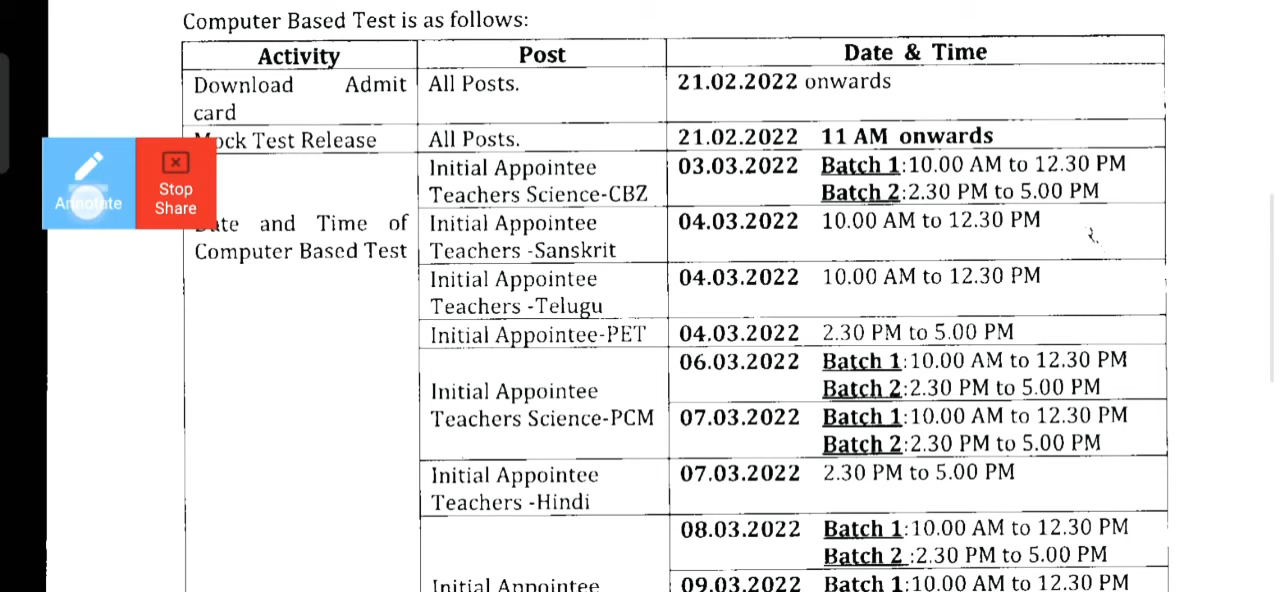 Computer Based Test is as follows:
Activity Post Date & Time
Download Admit card All Posts. 21.02.2022 onwards
Mock Test Release All Posts. 21.02.2022 11 AM onwards
Annotate
Stop
Share
Date and Time of
Computer Based Test
Initial Appointee
Teachers Science-CBZ
03.03.2022 Batch 1:10.00 AM to 12.30 PM
Batch 2:2.30 PM to 5.00 PM
Initial Appointee
Teachers -Sanskrit
04.03.2022 10.00 AM to 12.30 PM
Initial Appointee
Teachers -Telugu
04.03.2022 10.00 AM to 12.30 PM
Initial Appointee-PET 04.03.2022 2.30 PM to 5.00 PM
Initial Appointee
Teachers Science-PCM
06.03.2022 Batch 1:10.00 AM to 12.30 PM
Batch 2:2.30 PM to 5.00 PM
07.03.2022 Batch 1:10.00 AM to 12.30 PM
Batch 2:2.30 PM to 5.00 PM
Initial Appointee
Teachers -Hindi
07.03.2022 2.30 PM to 5.00 PM
08.03.2022 Batch 1:10.00 AM to 12.30 PM
Batch 2 :2.30 PM to 5.00 PM
Initial Appointee
09.03.2022 Batch 1:10.00 AM to 12.30 PM